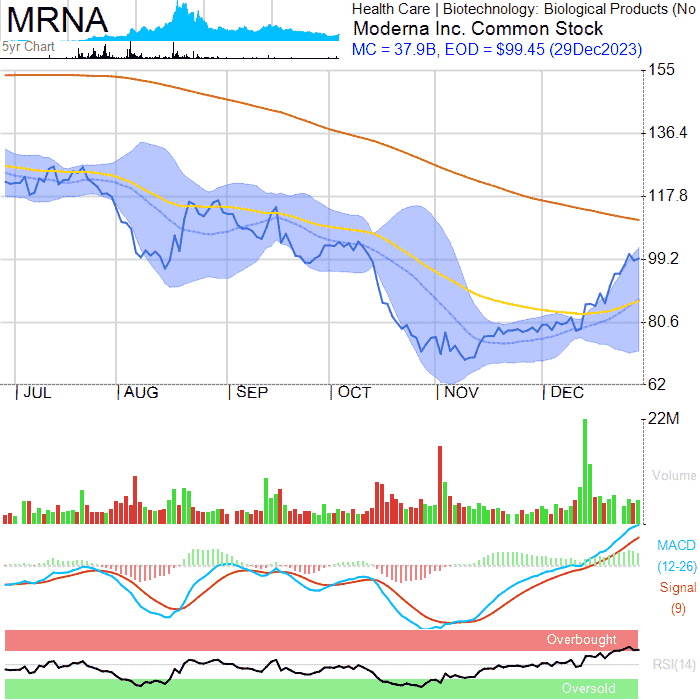 MRNA
5yr Chart
Health Care | Biotechnology: Biological Products (No
Moderna Inc. Common Stock
MC = 37.9B, EOD = $99.45 (29Dec2023)
155
136.4
117.8
99.2
80.6
62
JUL AUG SEP OCT NOV DEC
22M
Volume
MACD
(12-26)
Signal
(9)
Overbought
RSI(14)
Oversold